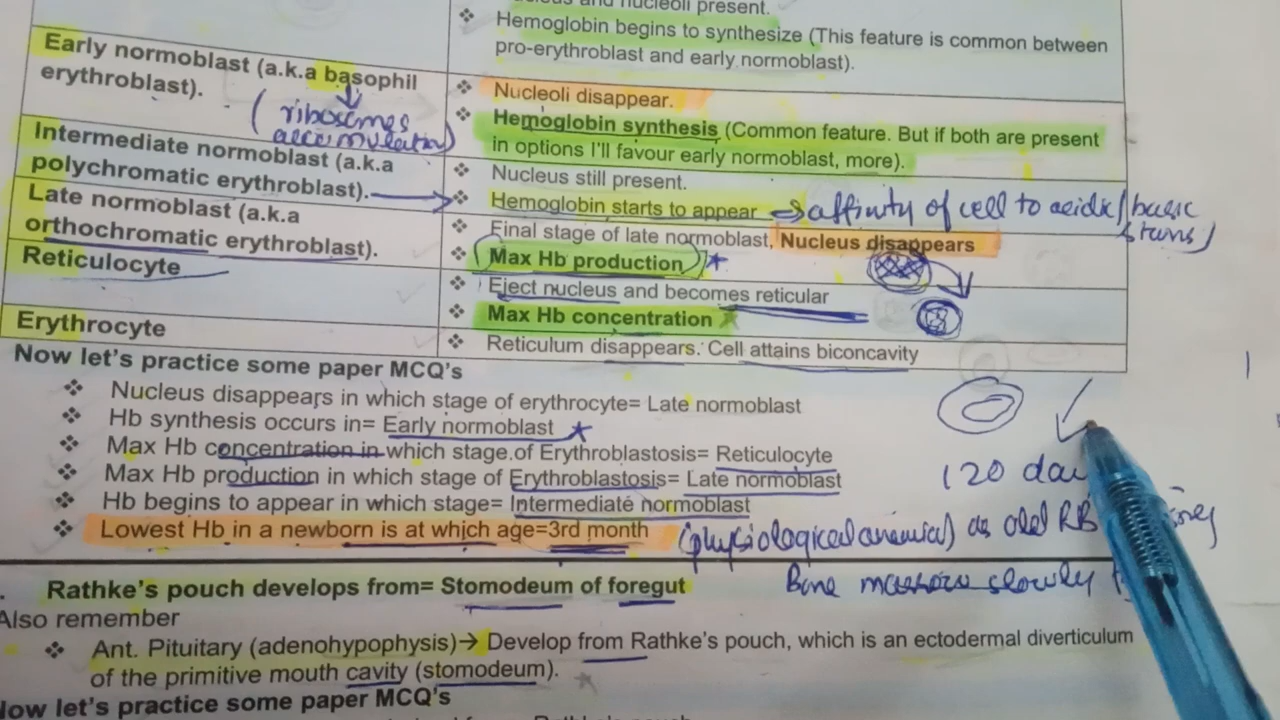 and nucleoli present.
Hemoglobin begins to synthesize (This feature is common between
pro-erythroblast and early normoblast).
Early normoblast (a.k.a basophil
erythroblast).
(ribosomes
accumulation)
Nucleoli disappear.
Hemoglobin synthesis (Common feature. But if both are present
in options I'll favour early normoblast, more).
Intermediate normoblast (a.k.a
polychromatic erythroblast).
Nucleus still present.
Hemoglobin starts to appear → affinity of cell to acidic/basic
stains)
Late normoblast (a.k.a
orthochromatic erythroblast).
Final stage of late normoblast, Nucleus disappears
Max Hb production
Reticulocyte
Eject nucleus and becomes reticular
Max Hb concentration
Erythrocyte
Reticulum disappears. Cell attains biconcavity
Now let's practice some paper MCQ's
Nucleus disappears in which stage of erythrocyte= Late normoblast
Hb synthesis occurs in= Early normoblast
Max Hb concentration in which stage of Erythroblastosis= Reticulocyte
Max Hb production in which stage of Erythroblastosis= Late normoblast
120
Hb begins to appear in which stage= Intermediate normoblast
Lowest Hb in a newborn is at which age=3rd month (physiological anemia) as old RB
Bone marrow slowly
Rathke's pouch develops from= Stomodeum of foregut
Also remember
Ant. Pituitary (adenohypophysis)→ Develop from Rathke's pouch, which is an ectodermal diverticulum
of the primitive mouth cavity (stomodeum).
Now let's practice some paper MCQ's